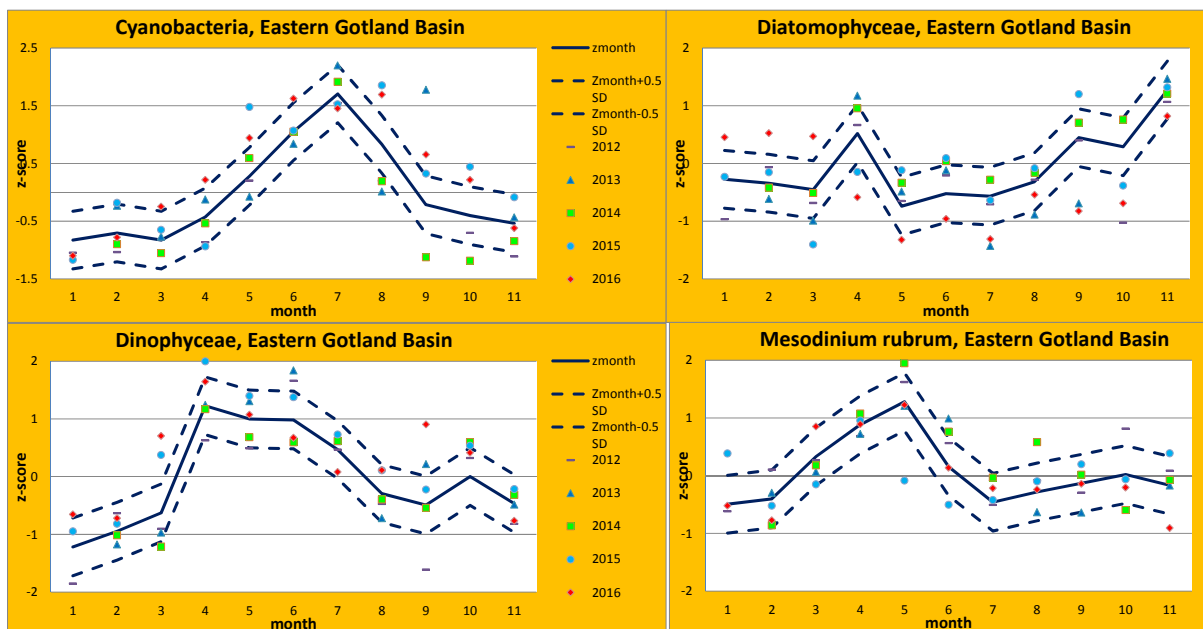 Cyanobacteria, Eastern Gotland Basin
2.5
1.5
0.5
-0.5
-1.5
z-score
1 2 3 4 5 6 7 8 9 10 11
month
zmonth
Zmonth+0.5
SD
Zmonth-0.5
SD
2012
2013
2014
2015
2016
Diatomophyceae, Eastern Gotland Basin
2
1
0
-1
-2
z-score
1 2 3 4 5 6 7 8 9 10 11
month
Dinophyceae, Eastern Gotland Basin
2
1
0
-1
-2
z-score
1 2 3 4 5 6 7 8 9 10 11
month
zmonth
Zmonth+0.5
SD
Zmonth-0.5
SD
2012
2013
2014
2015
2016
Mesodinium rubrum, Eastern Gotland Basin
2
1
0
-1
-2
z-score
1 2 3 4 5 6 7 8 9 10 11
month